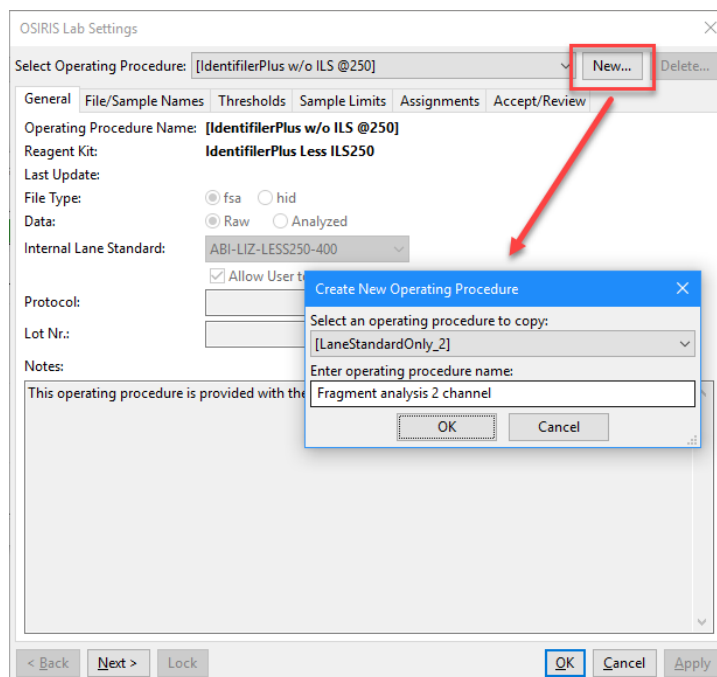 OSIRIS Lab Settings
Select Operating Procedure: [IdentifilerPlus w/o ILS @250] New... Delete...
General File/Sample Names Thresholds Sample Limits Assignments Accept/Review
Operating Procedure Name: [IdentifilerPlus w/o ILS @250]
Reagent Kit: IdentifilerPlus Less ILS250
Last Update:
File Type: fsa hid
Data: Raw Analyzed
Internal Lane Standard: ABI-LIZ-LESS250-400
Allow User t
Protocol:
Lot Nr.:
Notes:
This operating procedure is provided with the
Create New Operating Procedure
Select an operating procedure to copy:
[LaneStandardOnly_2]
Enter operating procedure name:
Fragment analysis 2 channel
OK Cancel
< Back Next > Lock OK Cancel Apply